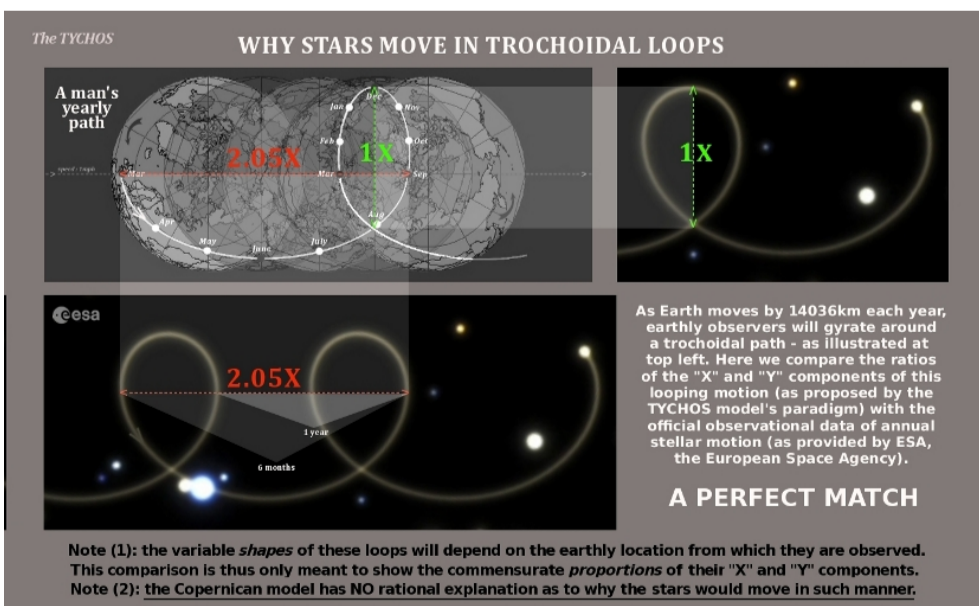 The TYCHOS
WHY STARS MOVE IN TROCHOIDAL LOOPS
A man's
yearly
path
Dec
Jan
Nov
Feb
Oct
2.05X
1X
Mar
Mar
Sep
Apr
Aug
May
June
July
1X
esa
2.05X
1 year
6 months
As Earth moves by 14036km each year,
earthly observers will gyrate around
a trochoidal path - as illustrated at
top left. Here we compare the ratios
of the "X" and "Y" components of this
looping motion (as proposed by the
TYCHOS model's paradigm) with the
official observational data of annual
stellar motion (as provided by ESA,
the European Space Agency).
A PERFECT MATCH
Note (1): the variable shapes of these loops will depend on the earthly location from which they are observed.
This comparison is thus only meant to show the commensurate proportions of their "X" and "Y" components.
Note (2): the Copernican model has NO rational explanation as to why the stars would move in such manner.